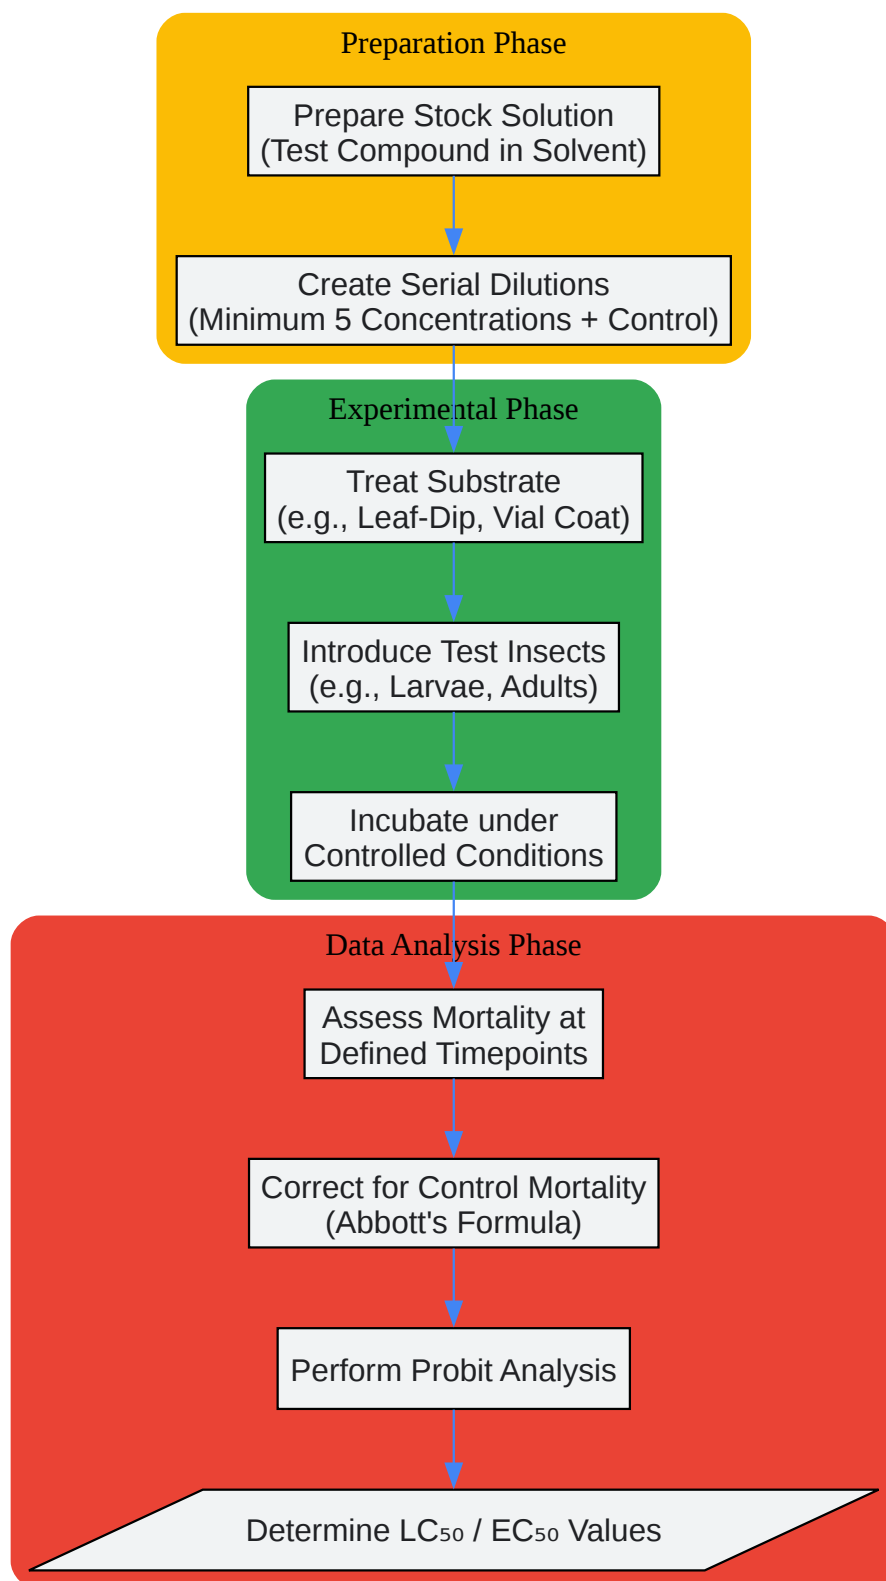 Preparation Phase
Prepare Stock Solution
(Test Compound in Solvent)
Create Serial Dilutions
(Minimum 5 Concentrations + Control)
Experimental Phase
Treat Substrate
(e.g., Leaf-Dip, Vial Coat)
Introduce Test Insects
(e.g., Larvae, Adults)
Incubate under
Controlled Conditions
Data Analysis Phase
Assess Mortality at
Defined Timepoints
Correct for Control Mortality
(Abbott's Formula)
Perform Probit Analysis
Determine LC₅₀ / EC₅₀ Values